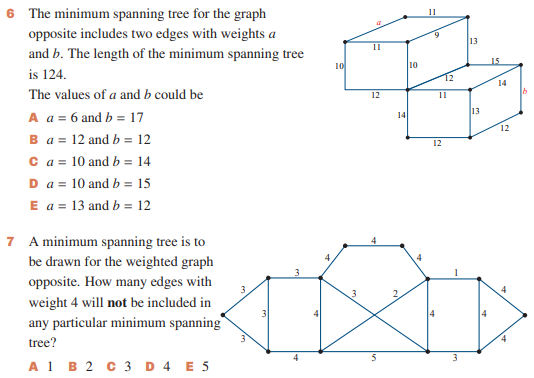 6 The minimum spanning tree for the graph
opposite includes two edges with weights a
and b. The length of the minimum spanning tree
is 124.
The values of a and b could be
A a = 6 and b = 17
B a = 12 and b = 12
C a = 10 and b = 14
D a = 10 and b = 15
E a = 13 and b = 12
a
11
9
11
13
10
10
12
15
14
b
12
11
14
13
12
12
7 A minimum spanning tree is to
be drawn for the weighted graph
opposite. How many edges with
weight 4 will not be included in
any particular minimum spanning
tree?
A 1 B 2 C 3 D 4 E 5
4
4
4
3
1
3
3
2
4
3
4
4
4
3
4
4
5
3